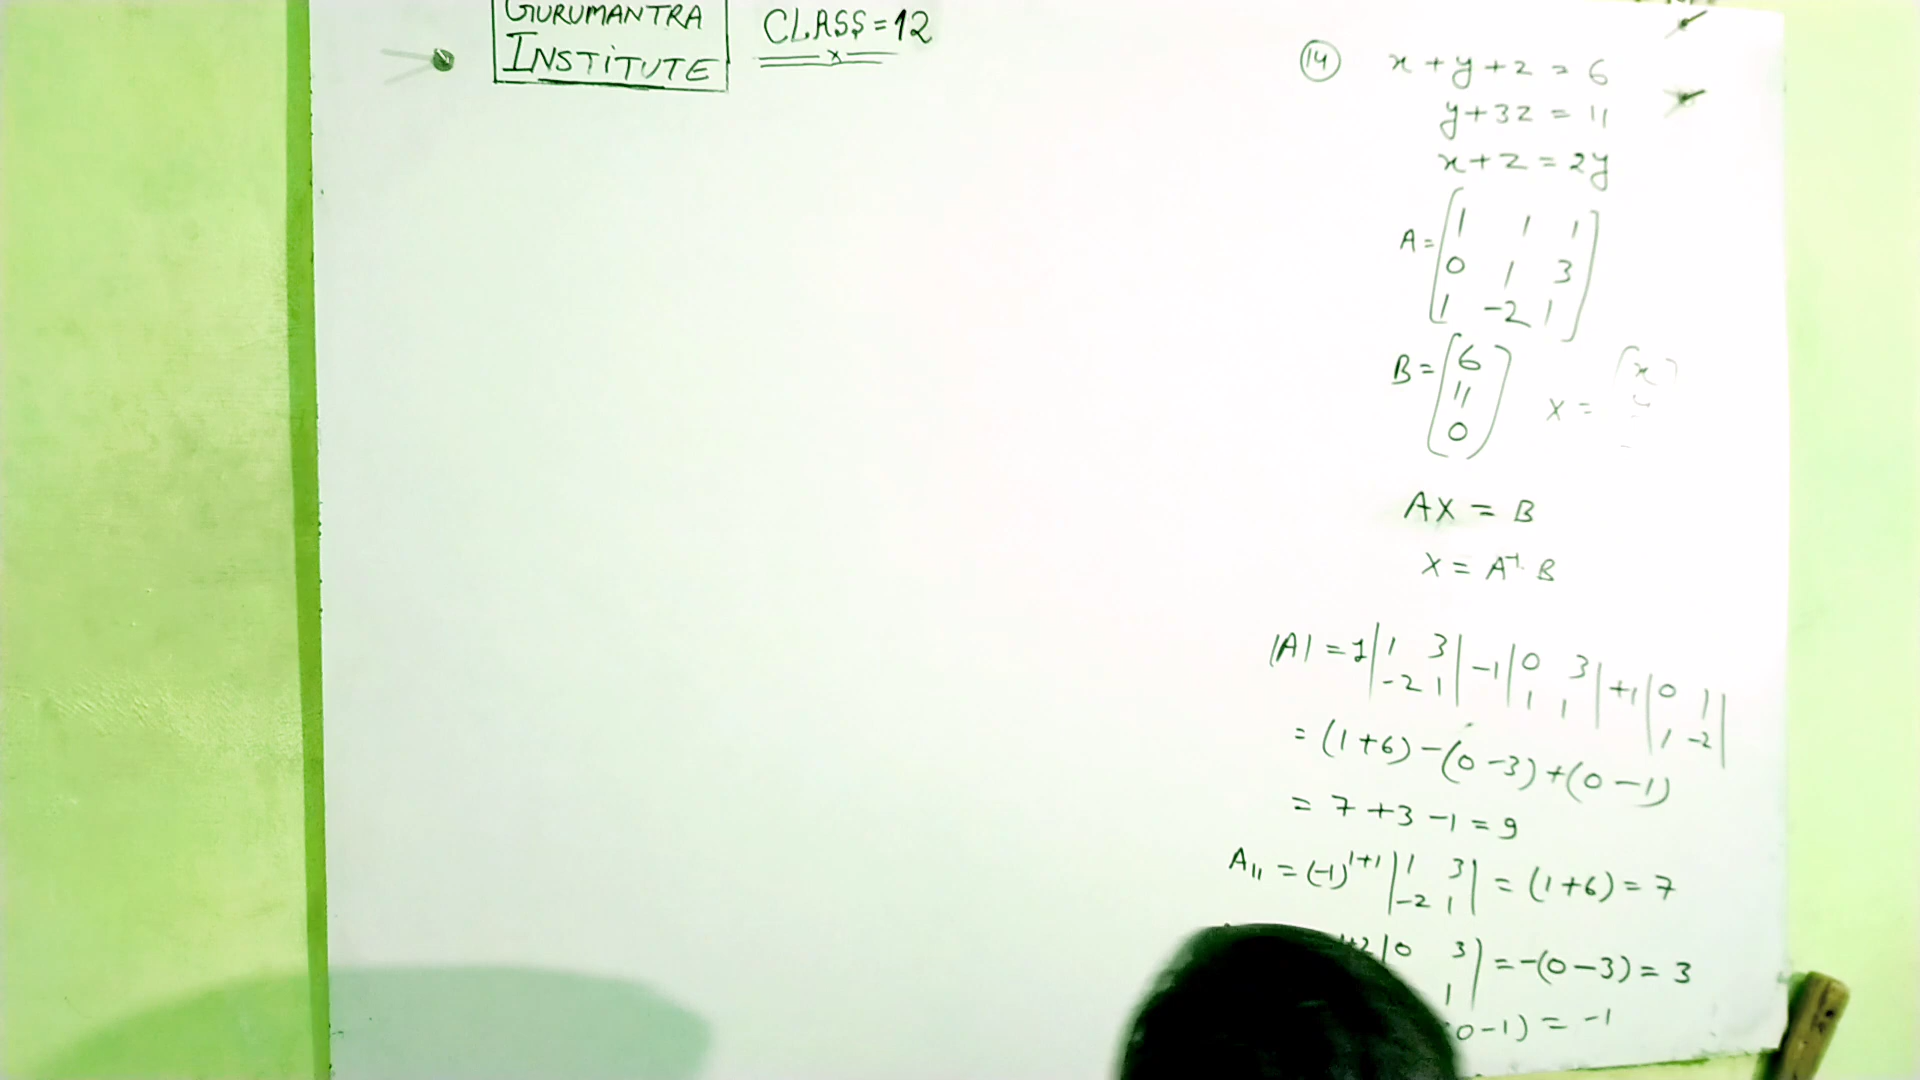 GURUMANTRA
INSTITUTE
CLASS = 12
x
(14) x + y + z = 6
y + 3z = 11
x + z = 2y
A = [1 1 1
0 1 3
1 -2 1]
B = [6
11
0]
X = [x
y
AX = B
X = A⁻¹. B
|A| = 1 |1 3| -1 |0 3| +1 |0 1|
|-2 1| |1 1| |1 -2|
= (1+6) - (0-3) + (0-1)
= 7 + 3 - 1 = 9
A₁₁ = (-1)¹⁺¹ |1 3| = (1+6) = 7
|-2 1|
+2 |0 3| = -(0-3) = 3
1|
0-1) = -1